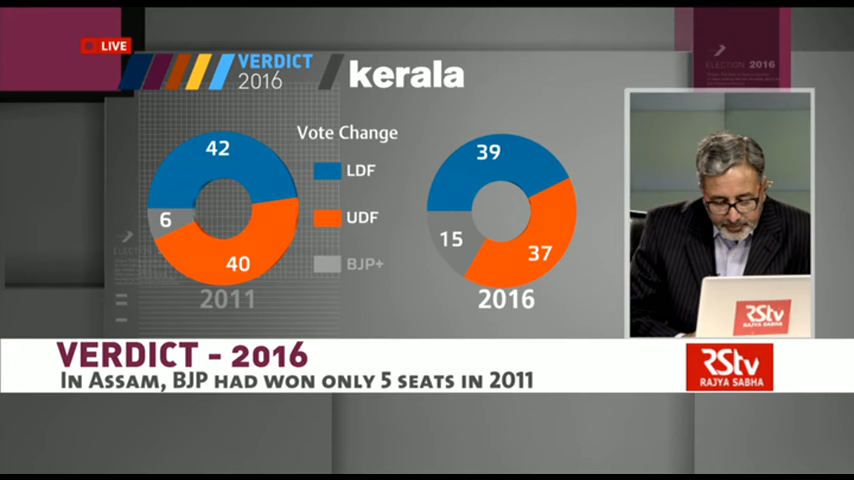 LIVE
VERDICT
2016
kerala
ELECTION 2016
Vote Change
42
6
40
2011
LDF
UDF
BJP+
39
15
37
2016
RSTV
RAJYA SABHA
VERDICT - 2016
IN ASSAM, BJP HAD WON ONLY 5 SEATS IN 2011
RSTV
RAJYA SABHA